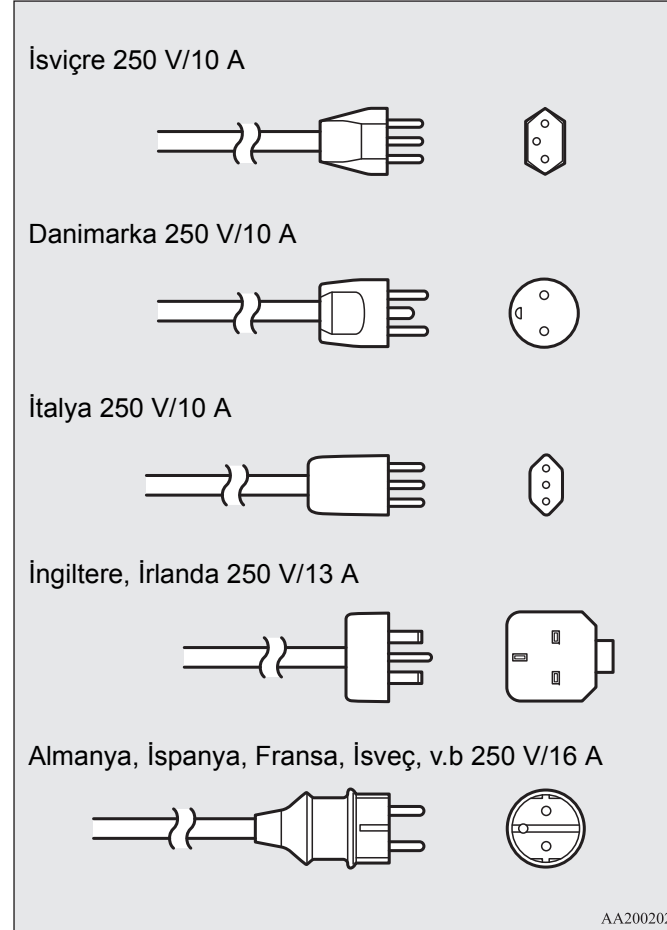 İsviçre 250 V/10 A
Danimarka 250 V/10 A
İtalya 250 V/10 A
İngiltere, İrlanda 250 V/13 A
Almanya, İspanya, Fransa, İsveç, v.b 250 V/16 A
AA200202